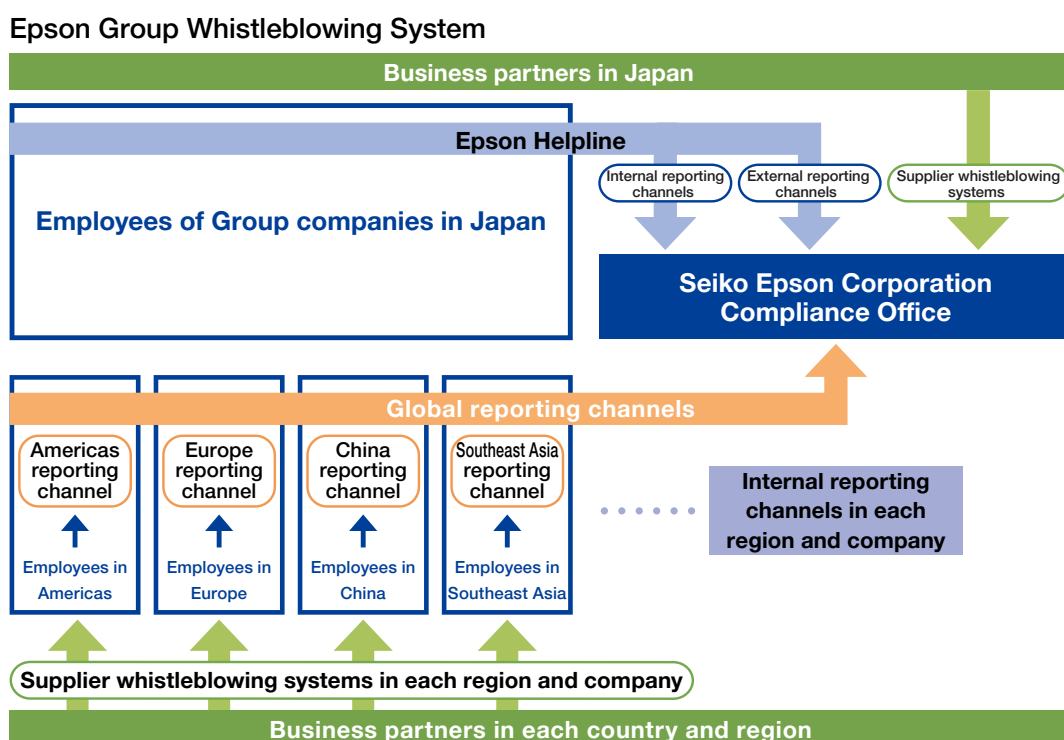 Epson Group Whistleblowing System
Business partners in Japan
Epson Helpline
Internal reporting
channels
External reporting
channels
Supplier whistleblowing
systems
Employees of Group companies in Japan
Seiko Epson Corporation
Compliance Office
Global reporting channels
Americas
reporting
channel
Europe
reporting
channel
China
reporting
channel
Southeast Asia
reporting
channel
Internal reporting
channels in each
region and company
Employees in
Americas
Employees in
Europe
Employees in
China
Employees in
Southeast Asia
Supplier whistleblowing systems in each region and company
Business partners in each country and region